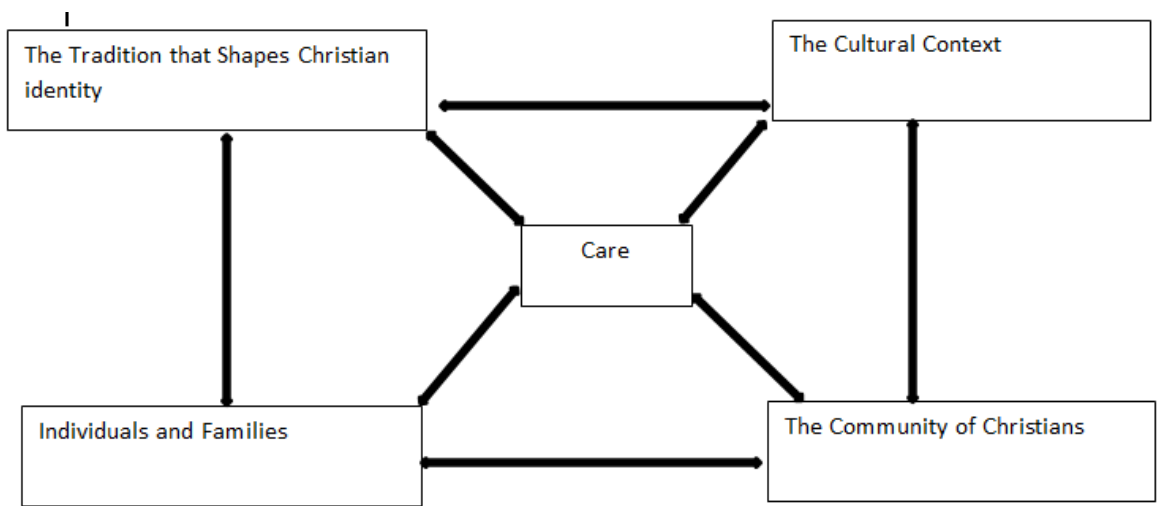 The Tradition that Shapes Christian
identity
The Cultural Context
Care
Individuals and Families
The Community of Christians